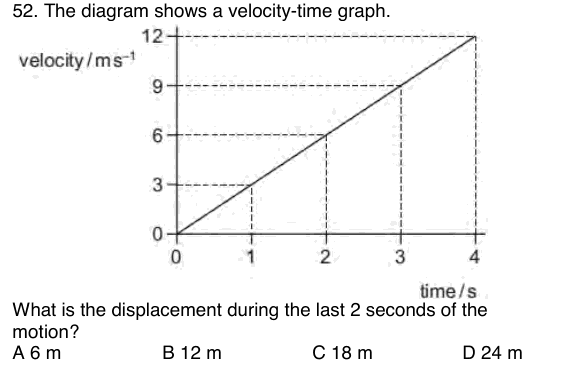 52. The diagram shows a velocity-time graph.
velocity/ms⁻¹
12
9
6
3
0
0 1 2 3 4
time/s
What is the displacement during the last 2 seconds of the
motion?
A 6 m B 12 m C 18 m D 24 m